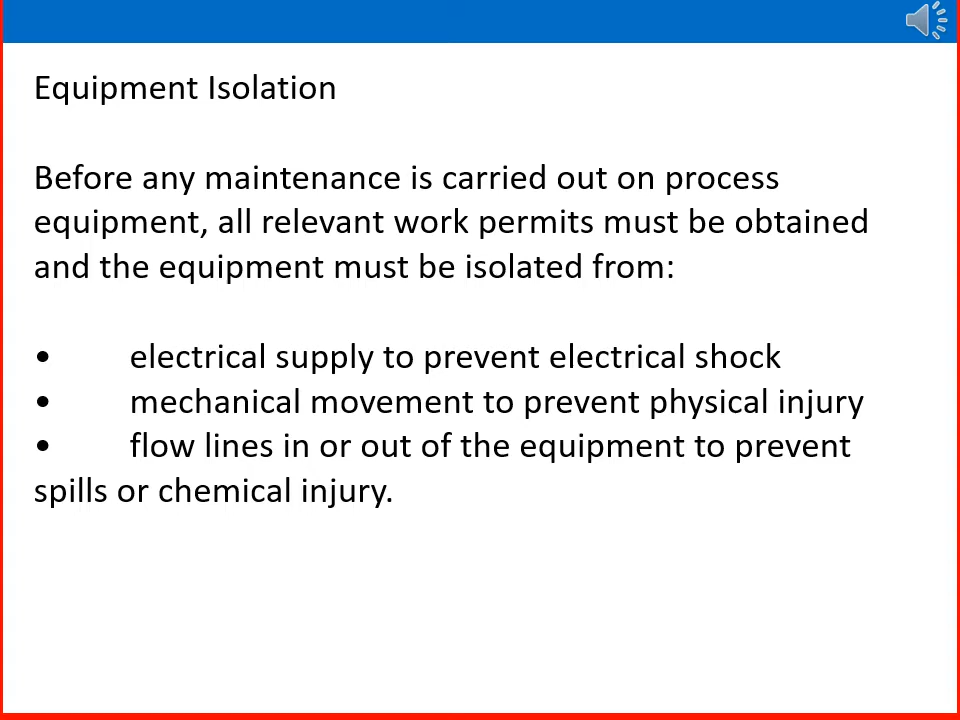 Equipment Isolation
Before any maintenance is carried out on process
equipment, all relevant work permits must be obtained
and the equipment must be isolated from:
• electrical supply to prevent electrical shock
• mechanical movement to prevent physical injury
• flow lines in or out of the equipment to prevent
spills or chemical injury.